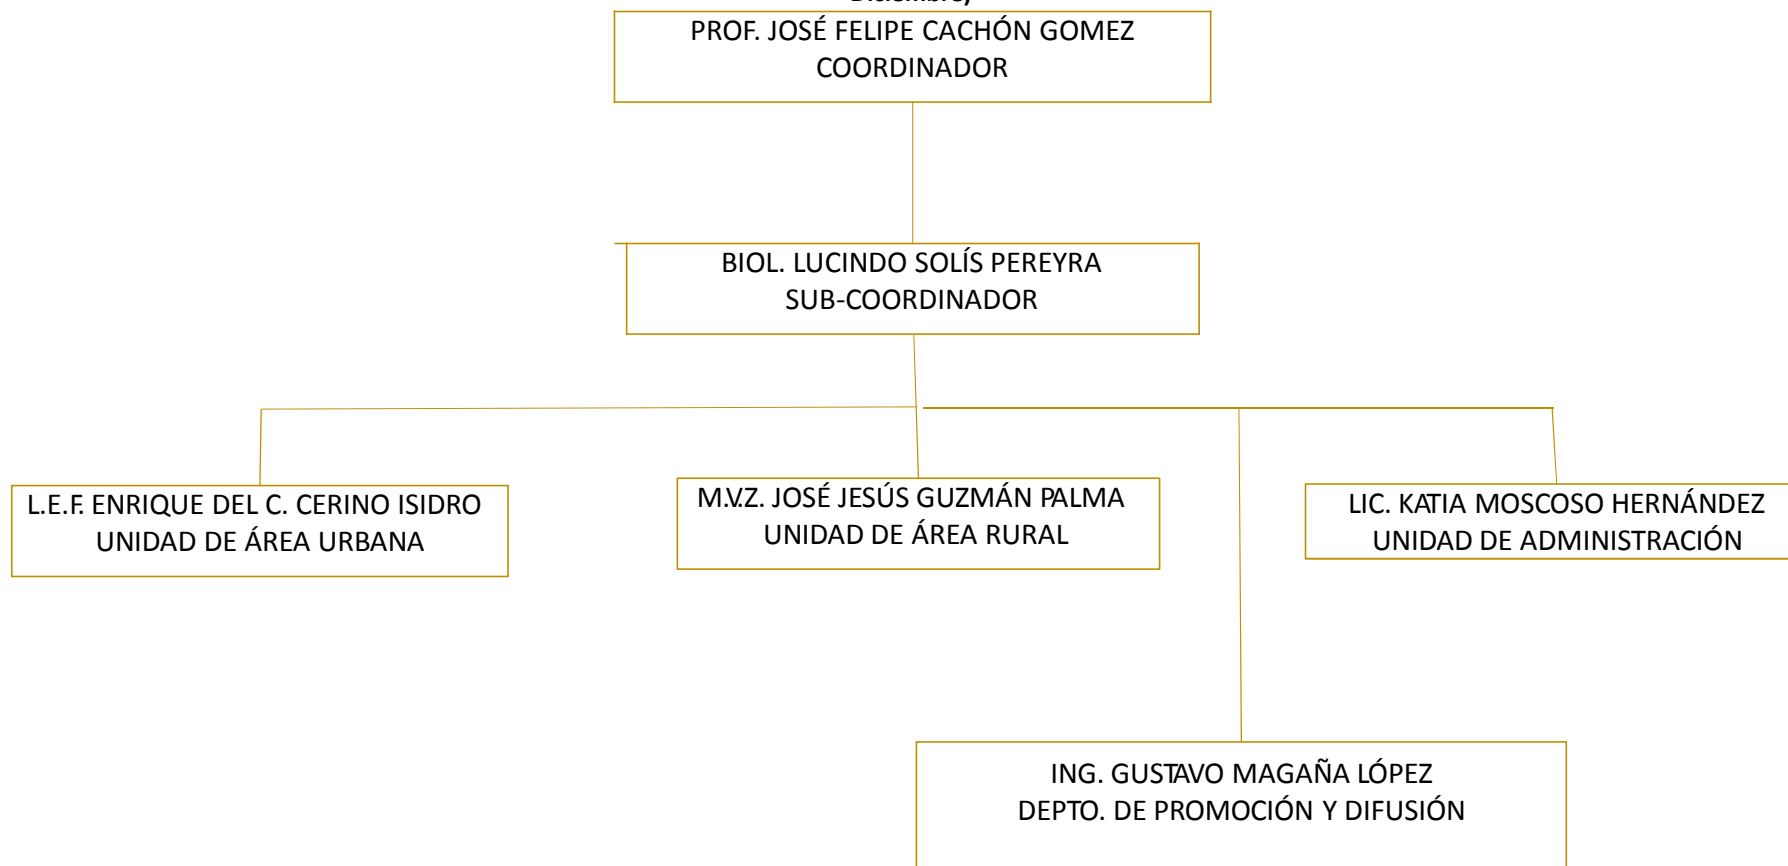 PROF. JOSÉ FELIPE CACHÓN GOMEZ
COORDINADOR
BIOL. LUCINDO SOLÍS PEREYRA
SUB-COORDINADOR
L.E.F. ENRIQUE DEL C. CERINO ISIDRO
UNIDAD DE ÁREA URBANA
M.V.Z. JOSÉ JESÚS GUZMÁN PALMA
UNIDAD DE ÁREA RURAL
LIC. KATIA MOSCOSO HERNÁNDEZ
UNIDAD DE ADMINISTRACIÓN
ING. GUSTAVO MAGAÑA LÓPEZ
DEPTO. DE PROMOCIÓN Y DIFUSIÓN